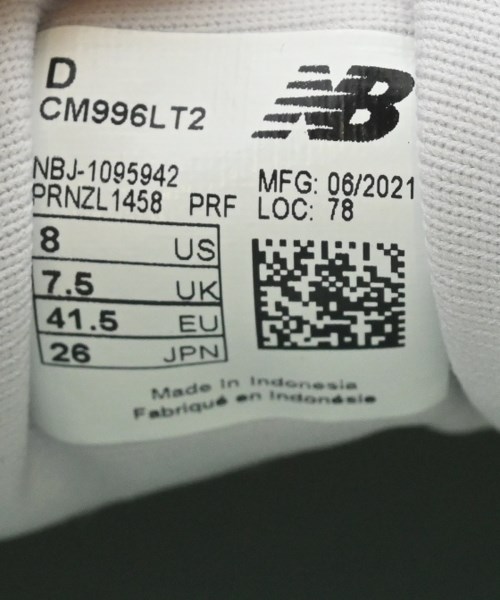 D
NB
CM996LT2
NBJ-1095942
PRNZL1458 PRF
MFG: 06/2021
LOC: 78
8 US
7.5 UK
41.5 EU
26 JPN
Made In Indonesia
Fabriqué en Indonésie